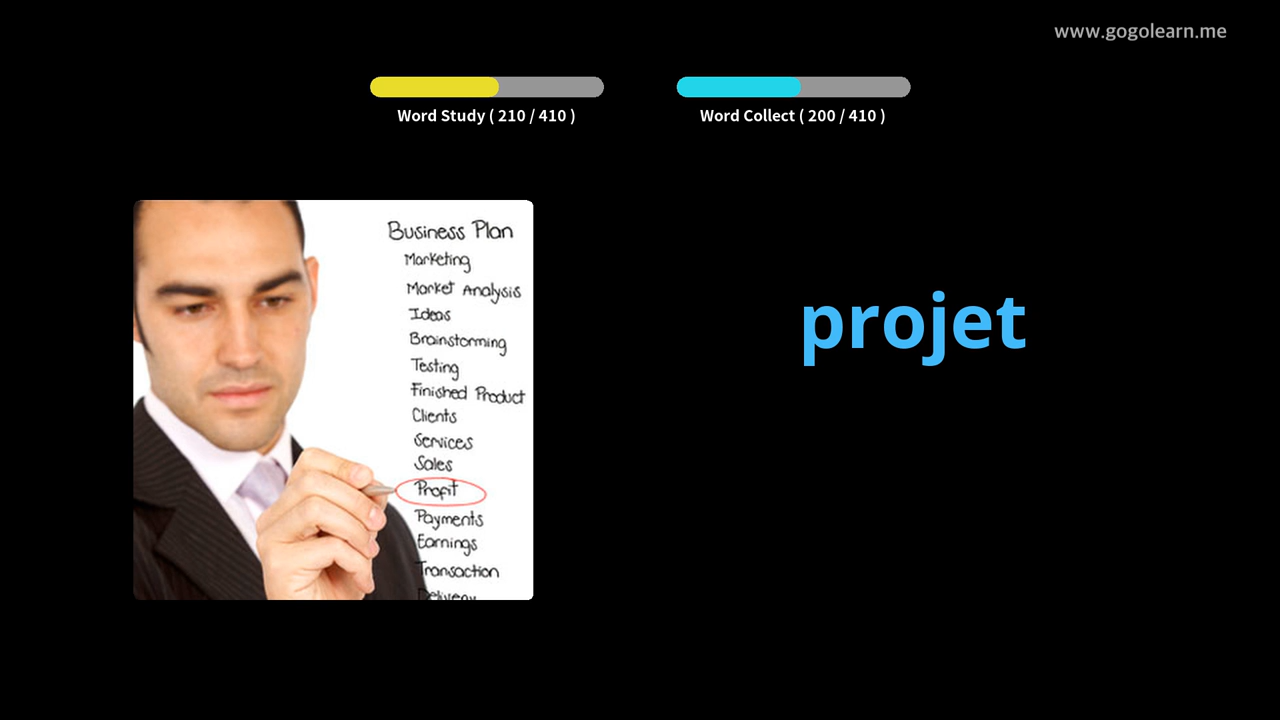 www.gogolearn.me
Word Study ( 210 / 410 )
Word Collect ( 200 / 410 )
Business Plan
Marketing
Market Analysis
Ideas
Brainstorming
Testing
Finished Product
Clients
Services
Sales
Profit
Payments
Earnings
Transaction
Delivery
projet